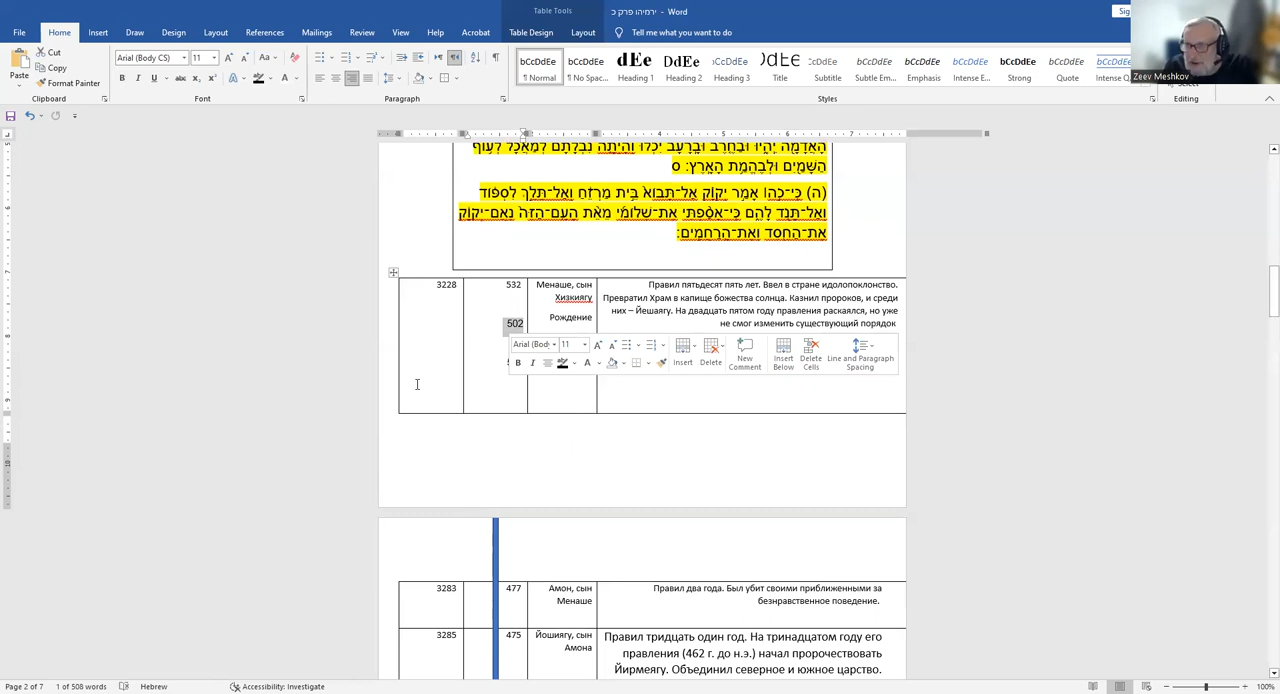 Table Tools
ירמיהו פרק כ - Word
File Home Insert Draw Design Layout References Mailings Review View Help Acrobat Table Design Layout Tell me what you want to do
Zeev Meshkov
Paste
Cut
Copy
Format Painter
Clipboard
Arial (Body CS) 11
Font
Paragraph
AaBbCcDdEe
¶ Normal
¶ No Spac...
Heading 1
Heading 2
Heading 3
Title
Subtitle
Subtle Em...
Emphasis
Intense E...
Strong
Quote
Styles
Editing
הָאֲדָמָה יִהְיוּ וּבַחֶרֶב וּבָרָעָב יִכְלוּ וְהָיְתָה נִבְלָתָם לְמַאֲכָל לְעוֹף
הַשָּׁמַיִם וּלְבֶהֱמַת הָאָרֶץ: ס
(ה) כִּי־כֹה׀ אָמַר יְקֹוָק אַל־תָּבוֹא בֵּית מַרְזֵחַ וְאַל־תֵּלֵךְ לִסְפּוֹד
וְאַל־תָּנֹד לָהֶם כִּי־אָסַפְתִּי אֶת־שְׁלוֹמִי מֵאֵת הָעָם־הַזֶּה נְאֻם־יְקֹוָק
אֶת־הַחֶסֶד וְאֶת־הָרַחֲמִים:
3228
532
502
Менаше, сын
Хизкиягу
Рождение
Правил пятьдесят пять лет. Ввел в стране идолопоклонство.
Превратил Храм в капище божества солнца. Казнил пророков, и среди
них – Йешаягу. На двадцать пятом году правления раскаялся, но уже
не смог изменить существующий порядок
Arial (Body 11
Insert Delete
New Comment
Insert Below
Delete Cells
Line and Paragraph Spacing
3283
477
Амон, сын
Менаше
Правил два года. Был убит своими приближенными за
безнравственное поведение.
3285
475
Йошиягу, сын
Амона
Правил тридцать один год. На тринадцатом году его
правления (462 г. до н.э.) начал пророчествовать
Йирмеягу. Объединил северное и южное царство.
Page 2 of 7 1 of 508 words Hebrew Accessibility: Investigate 100%